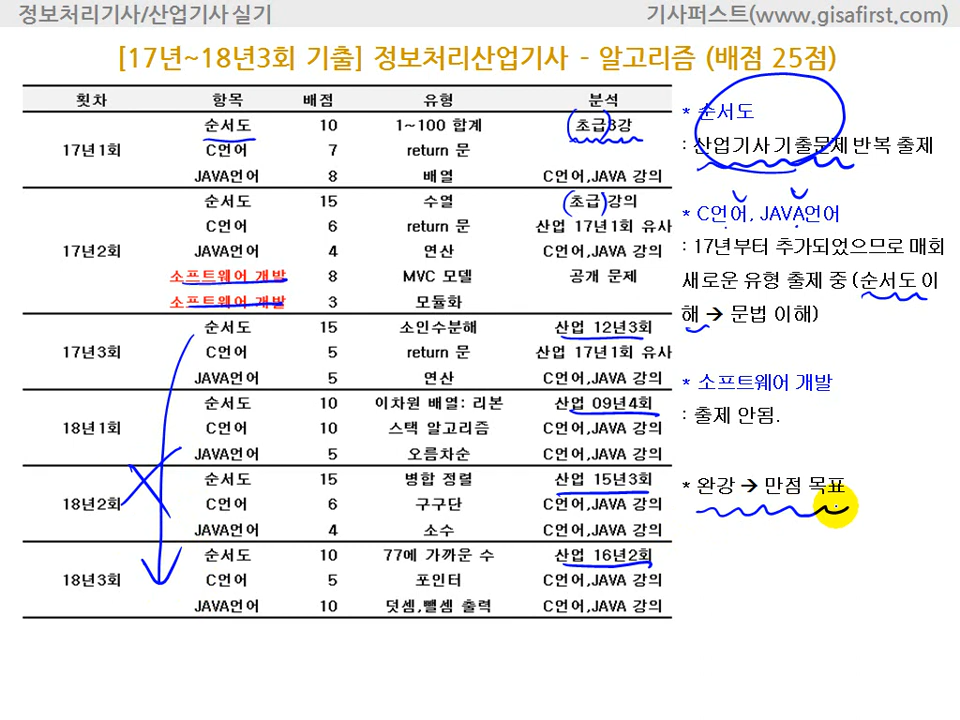 정보처리기사/산업기사 실기
기사퍼스트(www.gisafirst.com)
[17년~18년3회 기출] 정보처리산업기사 - 알고리즘 (배점 25점)
횟차 항목 배점 유형 분석
17년1회 순서도 10 1~100 합계 초급3강
C언어 7 return 문
JAVA언어 8 배열 C언어,JAVA 강의
17년2회 순서도 15 수열 초급강의
C언어 6 return 문 산업 17년1회 유사
JAVA언어 4 연산 C언어,JAVA 강의
소프트웨어 개발 8 MVC 모델 공개 문제
소프트웨어 개발 3 모듈화
17년3회 순서도 15 소인수분해 산업 12년3회
C언어 5 return 문 산업 17년1회 유사
JAVA언어 5 연산 C언어,JAVA 강의
18년1회 순서도 10 이차원 배열: 리본 산업 09년4회
C언어 10 스택 알고리즘 C언어,JAVA 강의
JAVA언어 5 오름차순 C언어,JAVA 강의
18년2회 순서도 15 병합 정렬 산업 15년3회
C언어 6 구구단 C언어,JAVA 강의
JAVA언어 4 소수 C언어,JAVA 강의
18년3회 순서도 10 77에 가까운 수 산업 16년2회
C언어 5 포인터 C언어,JAVA 강의
JAVA언어 10 덧셈,뺄셈 출력 C언어,JAVA 강의
* 순서도
: 산업기사 기출문제 반복 출제
* C언어, JAVA언어
: 17년부터 추가되었으므로 매회
새로운 유형 출제 중 (순서도 이
해 → 문법 이해)
* 소프트웨어 개발
: 출제 안됨.
* 완강 → 만점 목표